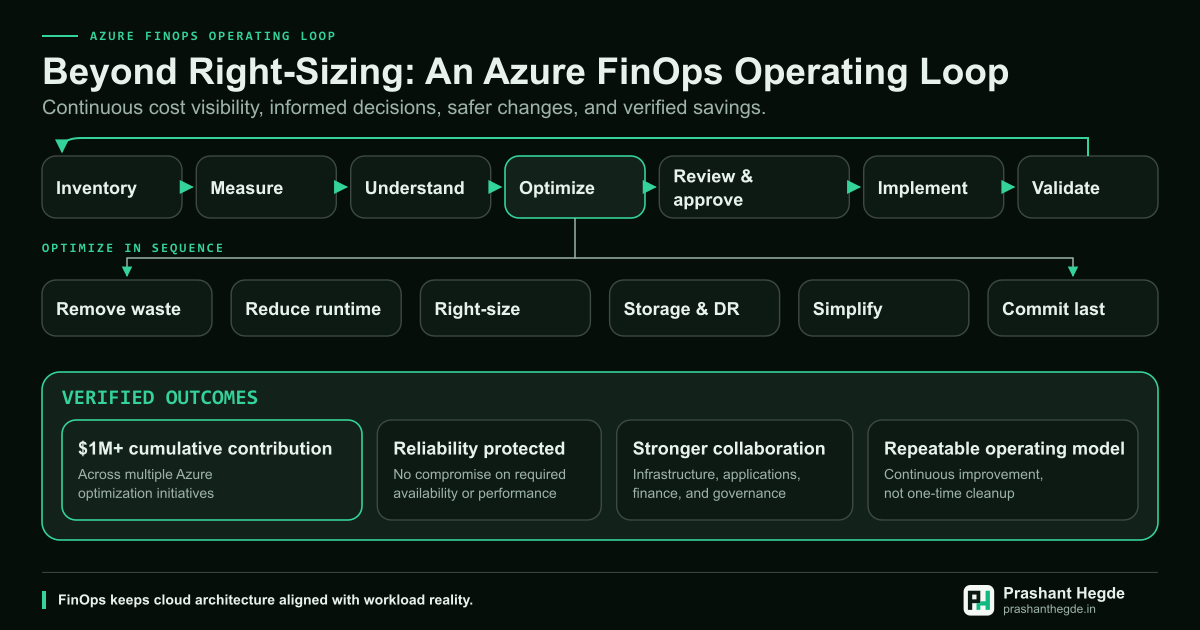 AZURE FINOPS OPERATING LOOP
Beyond Right-Sizing: An Azure FinOps Operating Loop
Continuous cost visibility, informed decisions, safer changes, and verified savings.
Inventory
Measure
Understand
Optimize
Review &
approve
Implement
Validate
OPTIMIZE IN SEQUENCE
Remove waste
Reduce runtime
Right-size
Storage & DR
Simplify
Commit last
VERIFIED OUTCOMES
$1M+ cumulative contribution
Across multiple Azure
optimization initiatives
Reliability protected
No compromise on required
availability or performance
Stronger collaboration
Infrastructure, applications,
finance, and governance
Repeatable operating model
Continuous improvement,
not one-time cleanup
FinOps keeps cloud architecture aligned with workload reality.
PH
Prashant Hegde
prashanthegde.in